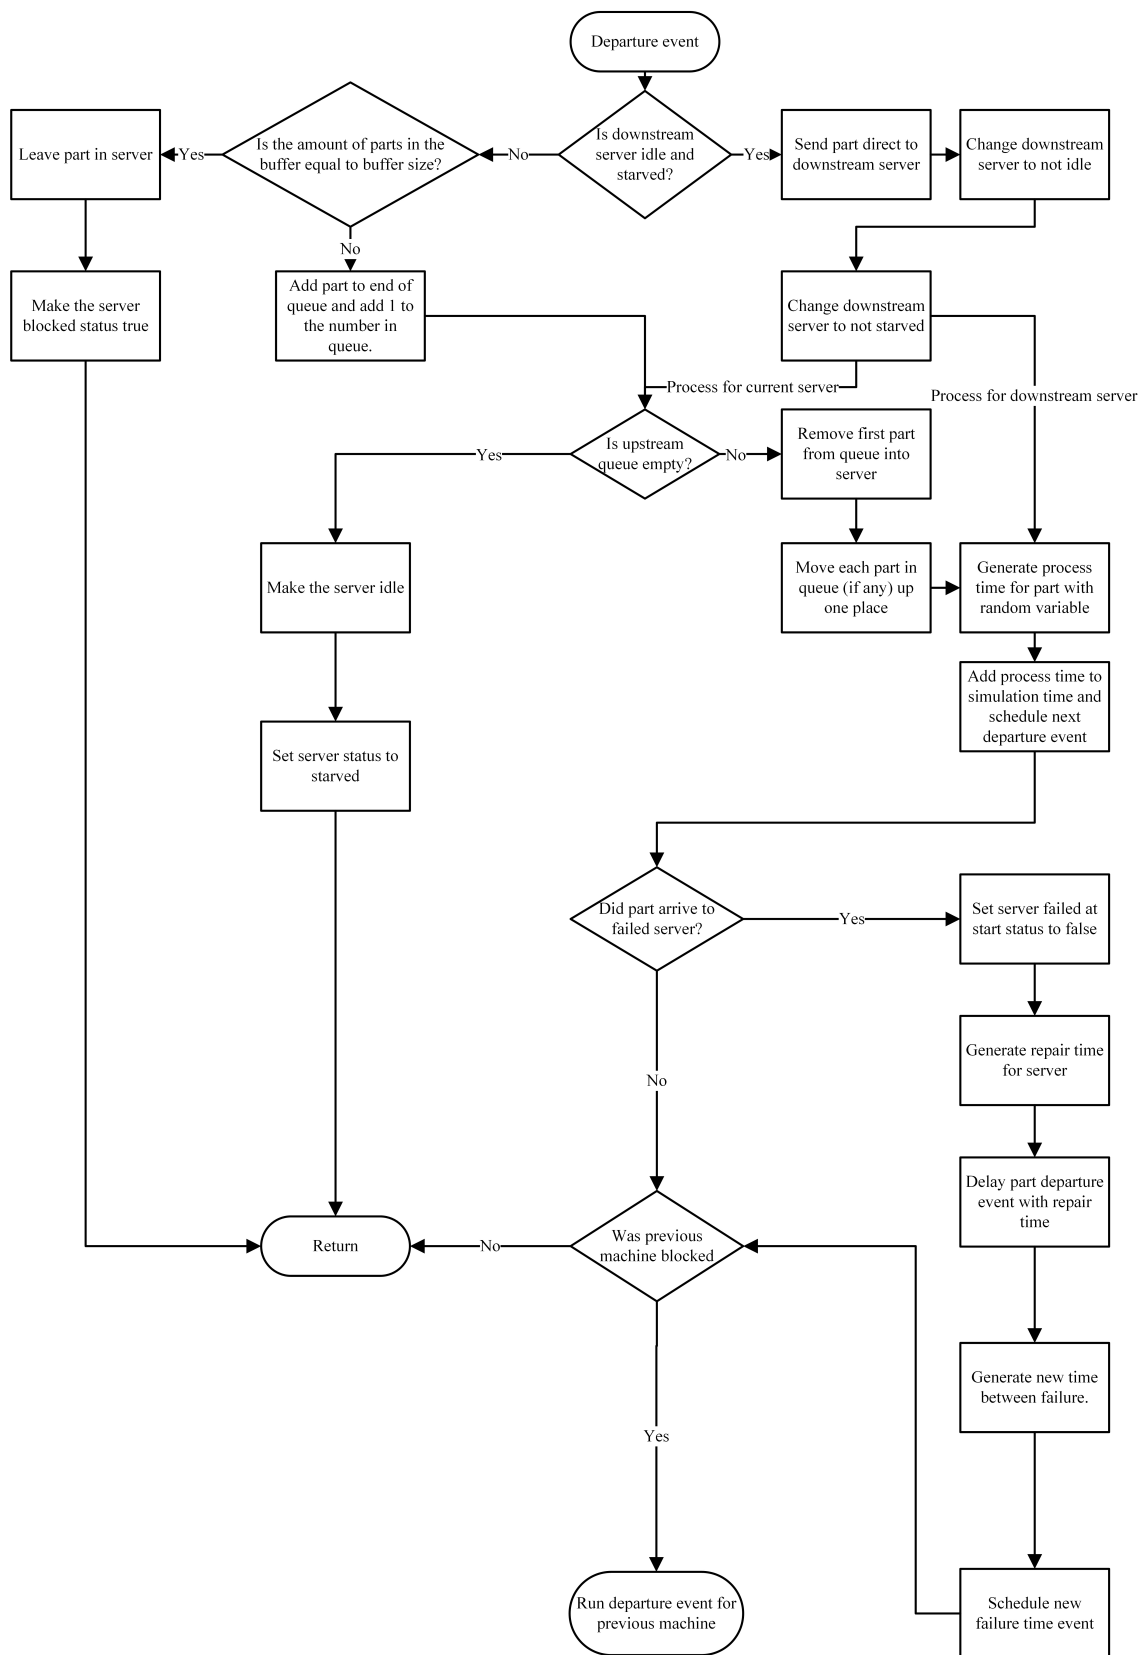 Departure event
Is downstream
server idle and
starved?
No
Yes
Is the amount of parts in the
buffer equal to buffer size?
Yes
No
Leave part in server
Send part direct to
downstream server
Change downstream
server to not idle
Make the server
blocked status true
Add part to end of
queue and add 1 to
the number in
queue.
Change downstream
server to not starved
Process for current server
Process for downstream server
Is upstream
queue empty?
Yes
No
Remove first part
from queue into
server
Make the server idle
Move each part in
queue (if any) up
one place
Generate process
time for part with
random variable
Add process time to
simulation time and
schedule next
departure event
Set server status to
starved
Did part arrive to
failed server?
Yes
No
Set server failed at
start status to false
Generate repair time
for server
Delay part departure
event with repair
time
Return
No
Was previous
machine blocked
Yes
Generate new time
between failure.
Run departure event for
previous machine
Schedule new
failure time event